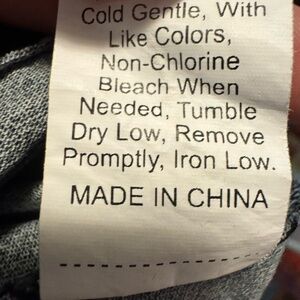 Cold Gentle, With
Like Colors,
Non-Chlorine
Bleach When
Needed, Tumble
Dry Low, Remove
Promptly, Iron Low.
MADE IN CHINA